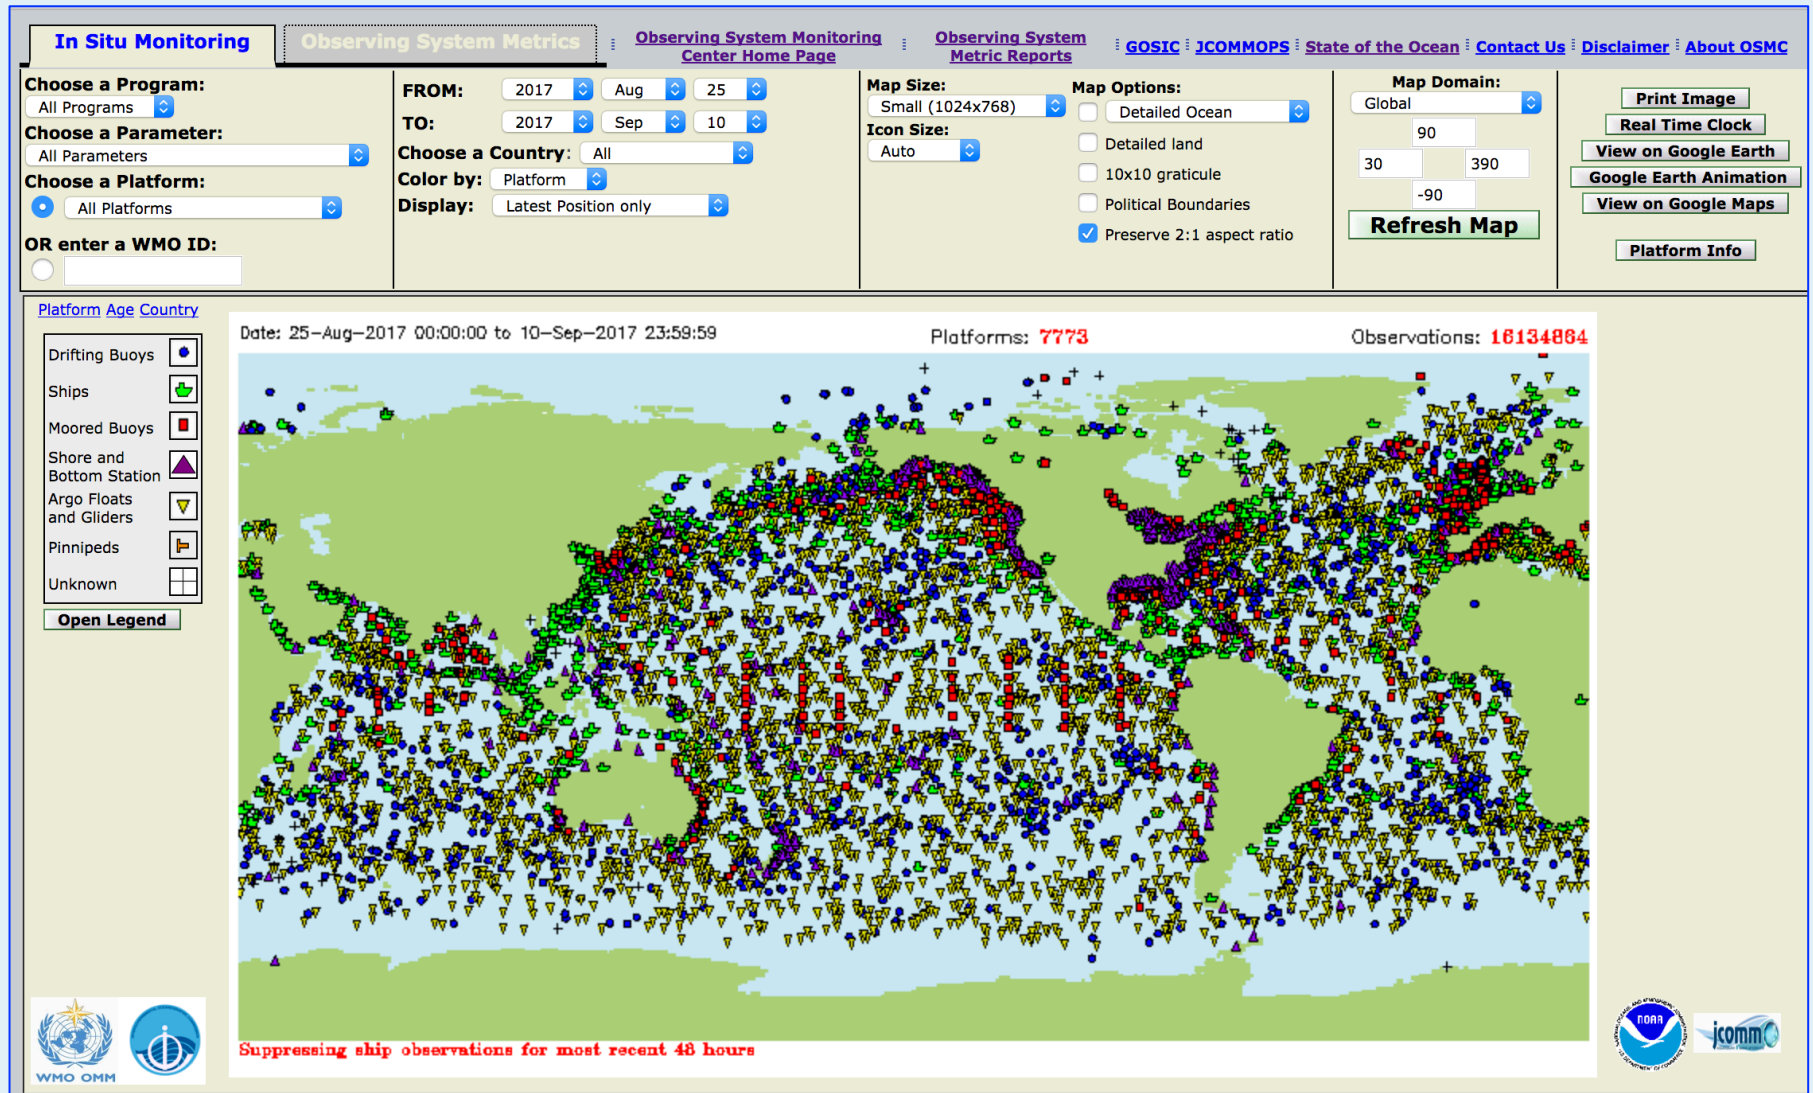 In Situ Monitoring
Observing System Metrics
Observing System Monitoring
Center Home Page
Observing System
Metric Reports
GOSIC
JCOMMOPS
State of the Ocean
Contact Us
Disclaimer
About OSMC
Choose a Program:
All Programs
Choose a Parameter:
All Parameters
Choose a Platform:
All Platforms
OR enter a WMO ID:
FROM: 2017 Aug 25
TO: 2017 Sep 10
Choose a Country: All
Color by: Platform
Display: Latest Position only
Map Size:
Small (1024x768)
Icon Size:
Auto
Map Options:
Detailed Ocean
Detailed land
10x10 graticule
Political Boundaries
Preserve 2:1 aspect ratio
Map Domain:
Global
90
30 390
-90
Refresh Map
Print Image
Real Time Clock
View on Google Earth
Google Earth Animation
View on Google Maps
Platform Info
Platform Age Country
Drifting Buoys
Ships
Moored Buoys
Shore and
Bottom Station
Argo Floats
and Gliders
Pinnipeds
Unknown
Open Legend
Date: 25-Aug-2017 00:00:00 to 10-Sep-2017 23:59:59
Platforms: 7773
Observations: 16134864
Suppressing ship observations for most recent 48 hours
WMO OMM
NOAA
jcomm